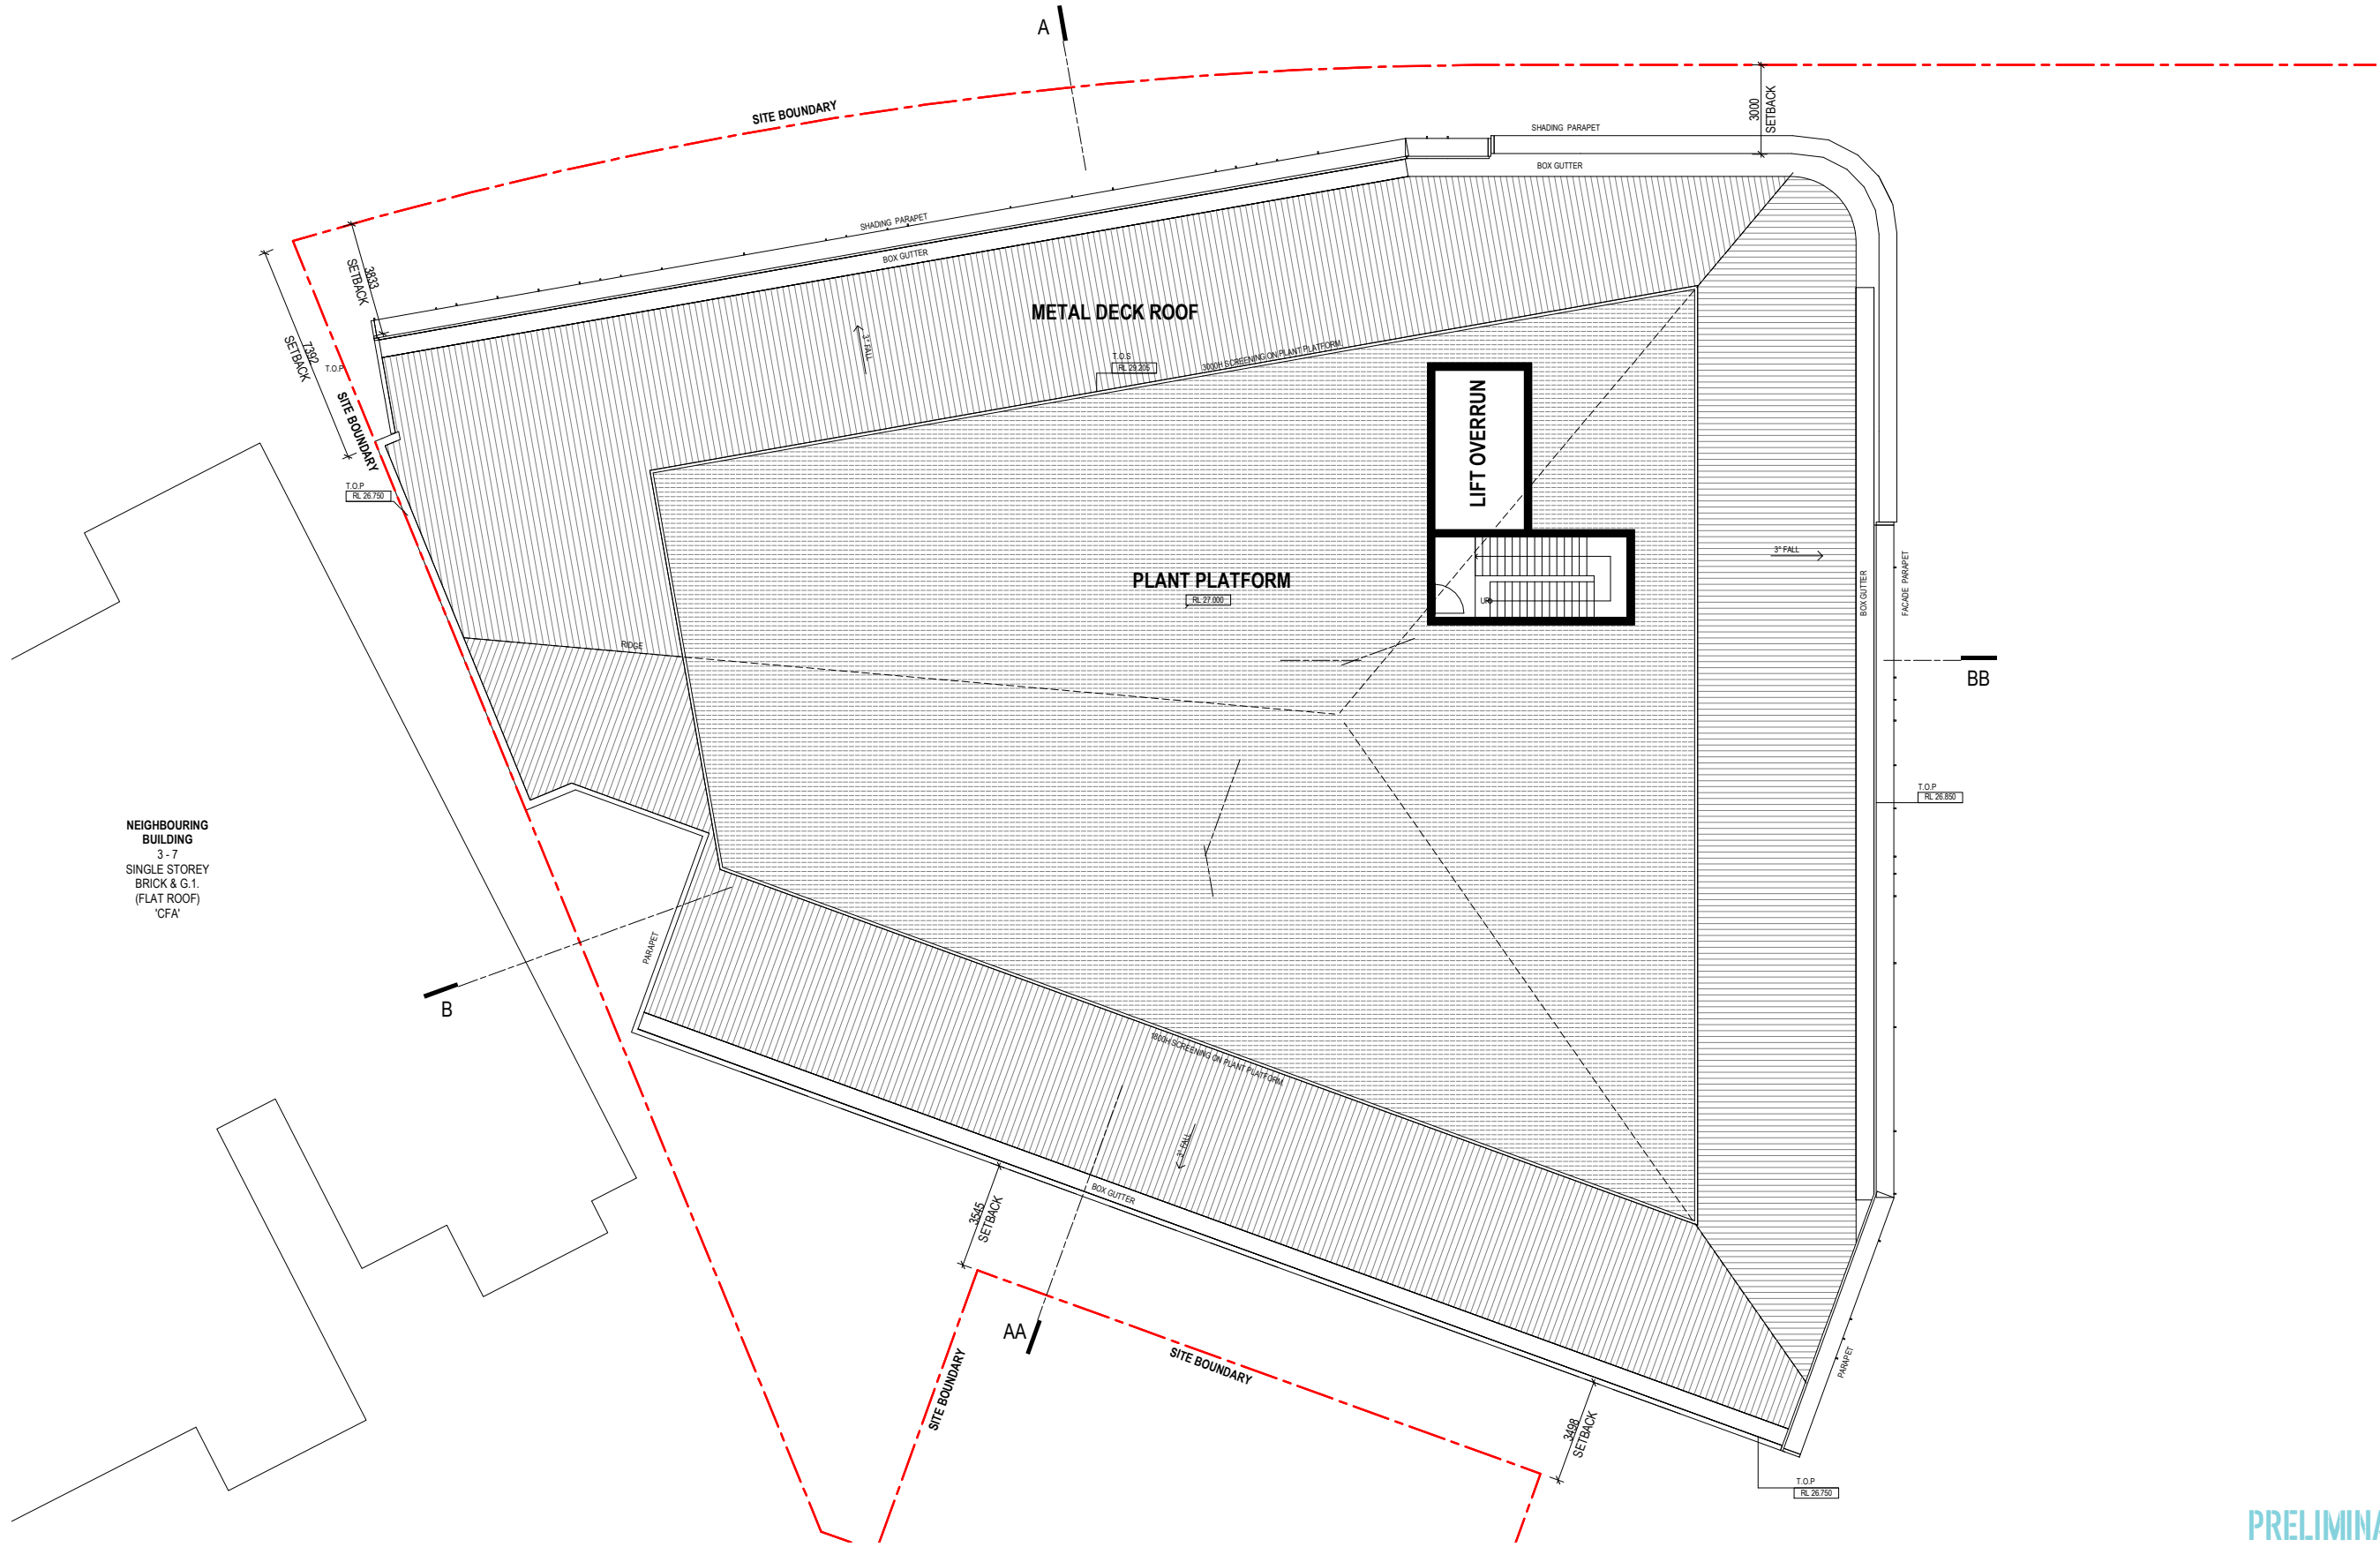 A
SITE BOUNDARY
3000
SETBACK
SHADING PARAPET
BOX GUTTER
SHADING PARAPET
BOX GUTTER
3833
SETBACK
7392
SETBACK
T.O.P
SITE BOUNDARY
METAL DECK ROOF
3° FALL
T.O.S
RL 29.205
3000H SCREENING ON PLANT PLATFORM
LIFT OVERRUN
T.O.P
RL 26.750
3° FALL
PLANT PLATFORM
RL 27.000
UP
BOX GUTTER
FACADE PARAPET
RIDGE
BB
T.O.P
RL 26.850
NEIGHBOURING
BUILDING
3 - 7
SINGLE STOREY
BRICK & G.1.
(FLAT ROOF)
'CFA'
PARAPET
B
1800H SCREENING ON PLANT PLATFORM
3° FALL
BOX GUTTER
3545
SETBACK
AA
SITE BOUNDARY
SITE BOUNDARY
PARAPET
3498
SETBACK
T.O.P
RL 26.750
PRELIMINA